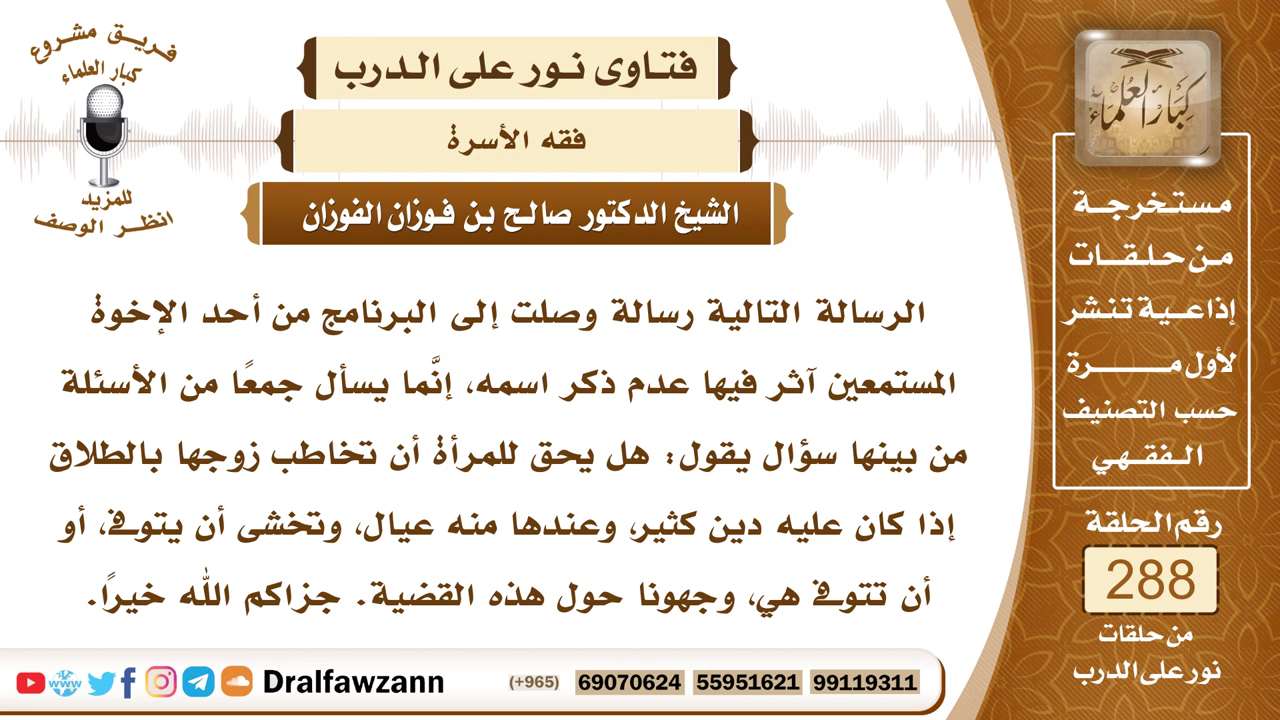 فريق مشروع
كبار العلماء
للمزيد
انظر الوصف
فتاوى نور على الدرب
فقه الأسرة
الشيخ الدكتور صالح بن فوزان الفوزان
الرسالة التالية رسالة وصلت إلى البرنامج من أحد الإخوة
المستمعين آثر فيها عدم ذكر اسمه، إنَّما يسأل جمعًا من الأسئلة
من بينها سؤال يقول: هل يحق للمرأة أن تخاطب زوجها بالطلاق
إذا كان عليه دين كثير، وعندها منه عيال، وتخشى أن يتوفى، أو
أن تتوفى هي، وجهونا حول هذه القضية. جزاكم الله خيرًا.
كبار العلماء
مستخرجة
من حلقات
إذاعية تنشر
لأول مرة
حسب التصنيف
الفقهي
رقم الحلقة
288
من حلقات
نور على الدرب
www Dralfawzann (+965) 69070624 55951621 99119311